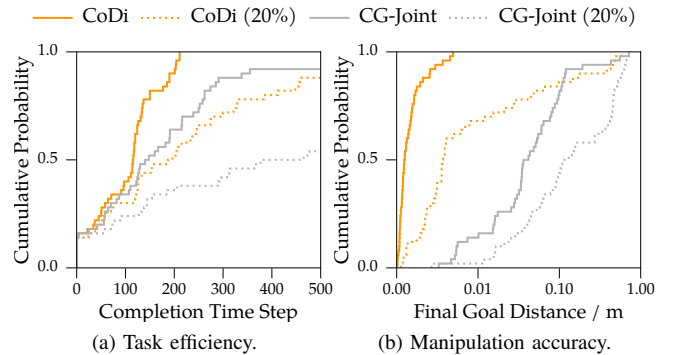 CoDi CoDi (20%) CG-Joint CG-Joint (20%)
Cumulative Probability
1.0
0.5
0.0
0 100 200 300 400 500
Completion Time Step
(a) Task efficiency.
Cumulative Probability
1.0
0.5
0.0
0.00 0.01 0.10 1.00
Final Goal Distance / m
(b) Manipulation accuracy.